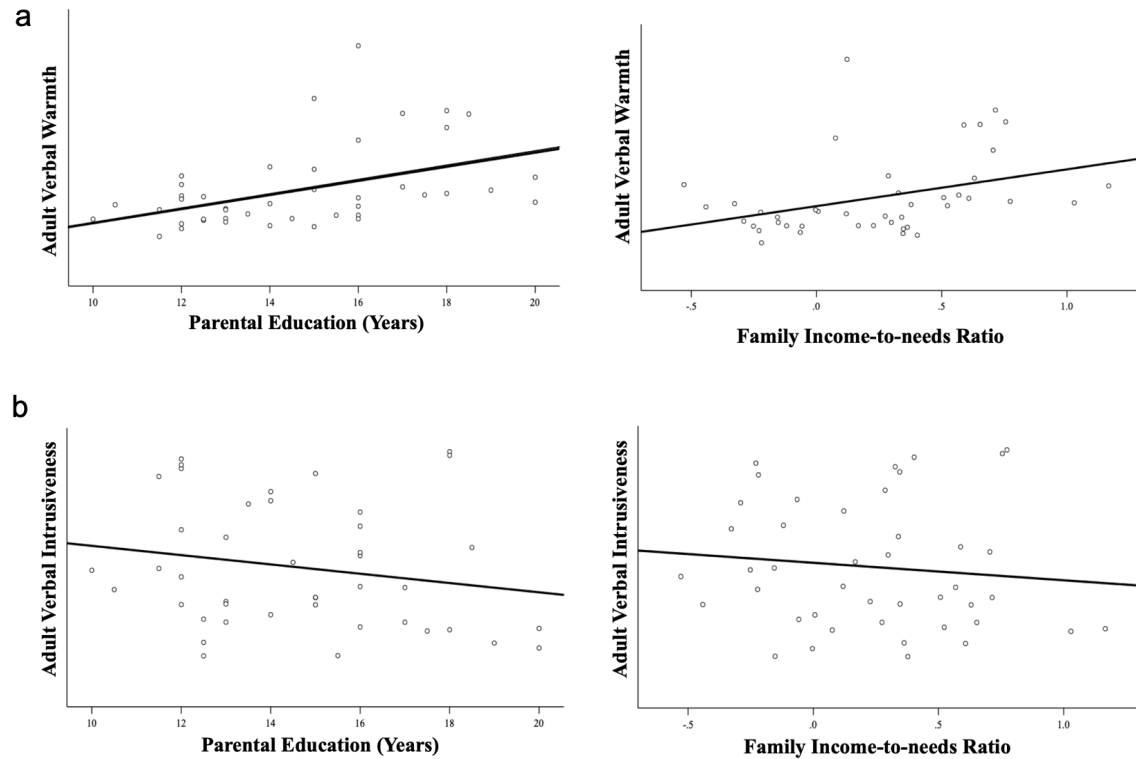 a
Adult Verbal Warmth
10 12 14 16 18 20
Parental Education (Years)
Adult Verbal Warmth
-.5 .0 .5 1.0
Family Income-to-needs Ratio
b
Adult Verbal Intrusiveness
10 12 14 16 18 20
Parental Education (Years)
Adult Verbal Intrusiveness
-.5 .0 .5 1.0
Family Income-to-needs Ratio